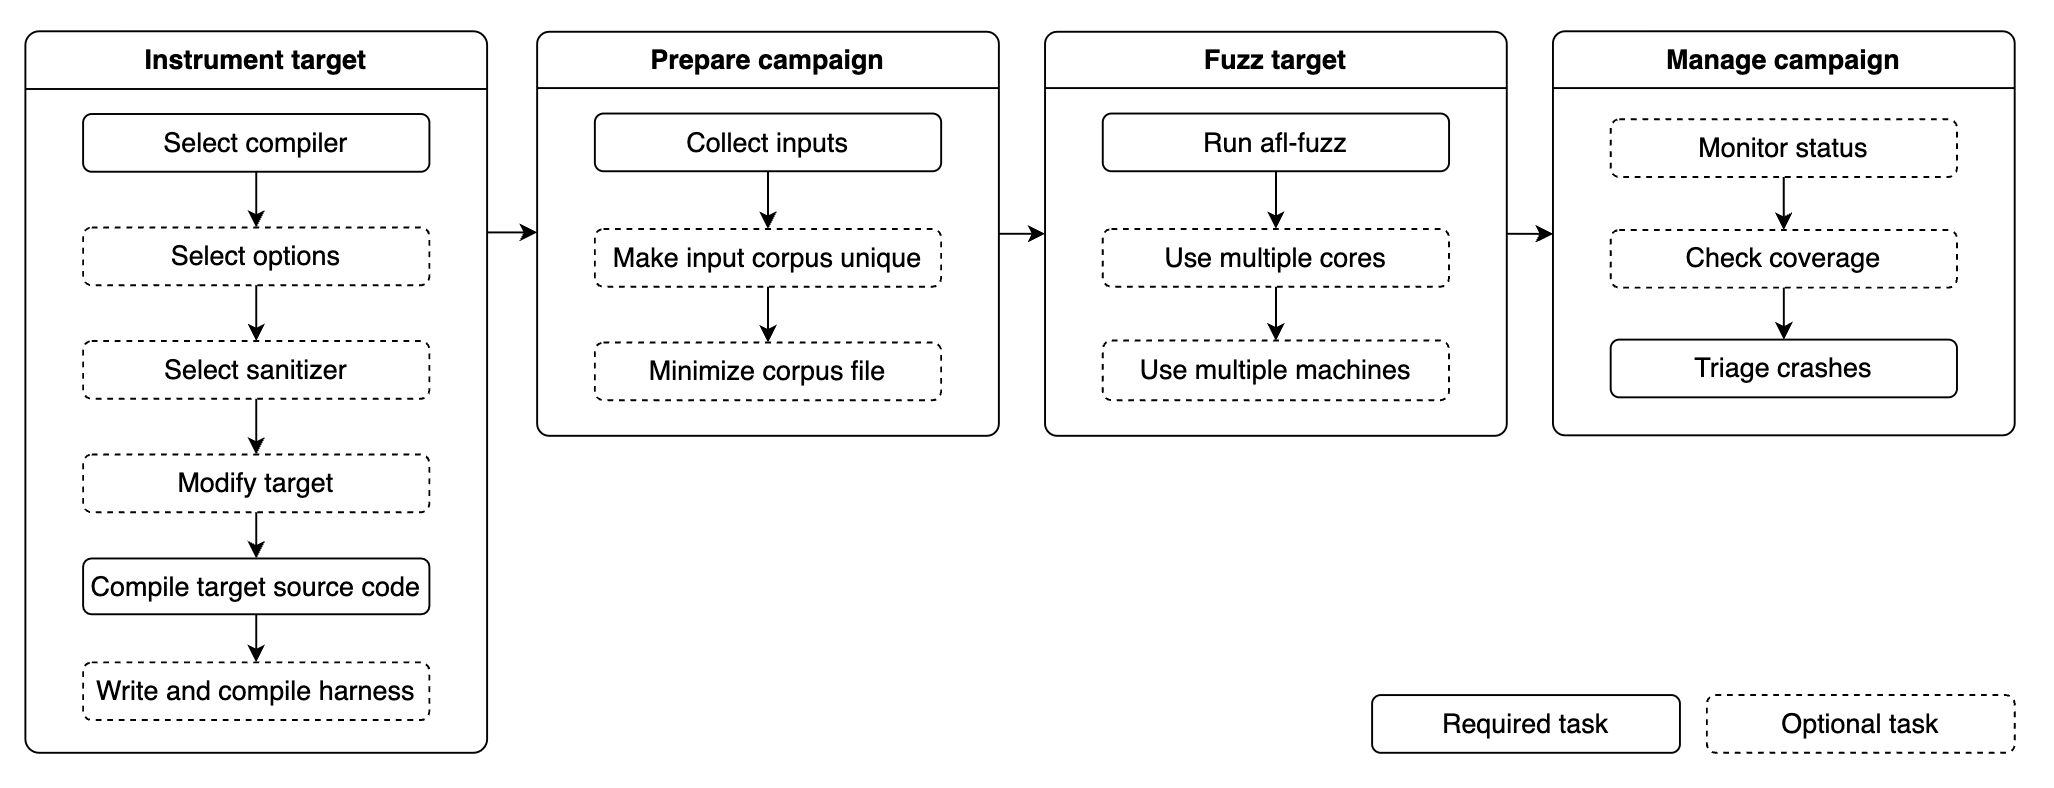 Instrument target
Select compiler
Select options
Select sanitizer
Modify target
Compile target source code
Write and compile harness
Prepare campaign
Collect inputs
Make input corpus unique
Minimize corpus file
Fuzz target
Run afl-fuzz
Use multiple cores
Use multiple machines
Manage campaign
Monitor status
Check coverage
Triage crashes
Required task
Optional task